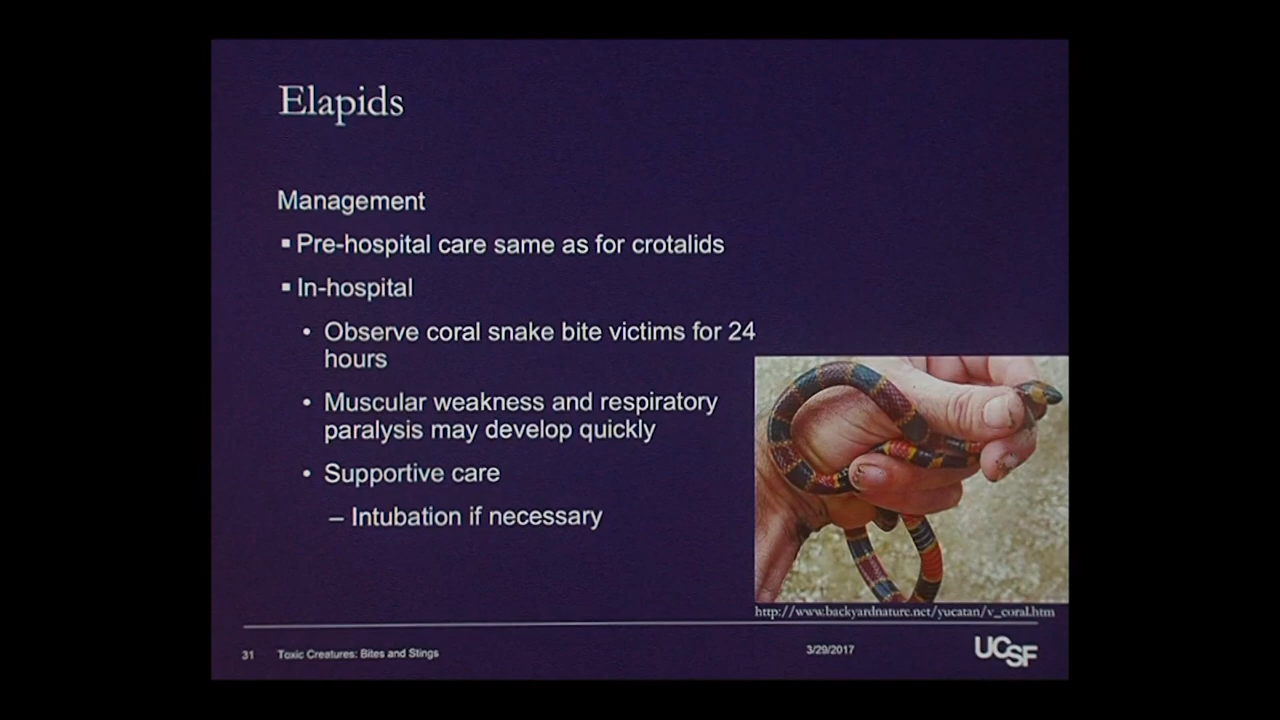 Elapids
Management
▪ Pre-hospital care same as for crotalids
▪ In-hospital
• Observe coral snake bite victims for 24
hours
• Muscular weakness and respiratory
paralysis may develop quickly
• Supportive care
– Intubation if necessary
http://www.backyardnature.net/yucatan/v_coral.htm
31 Toxic Creatures: Bites and Stings 3/29/2017 UCSF